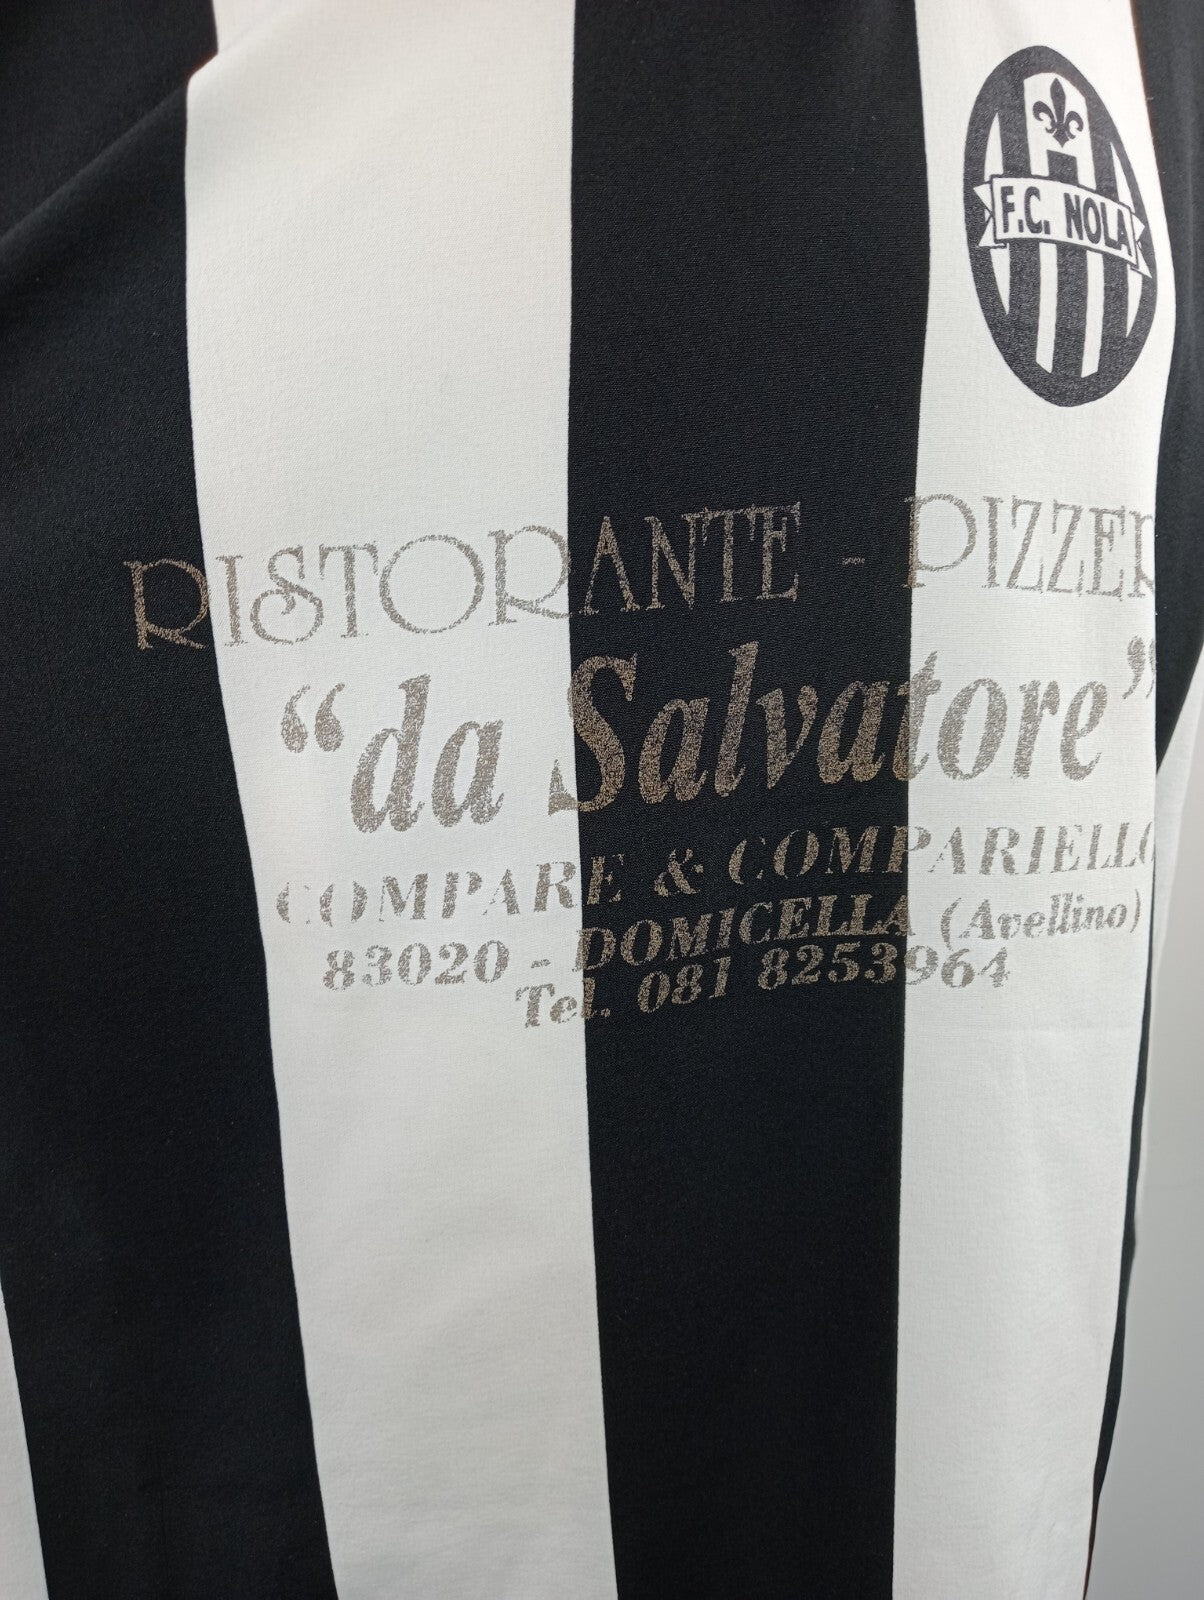 F.C. NOLA
RISTORANTE - PIZZER
“da Salvatore”
COMPARE & COMPARIELLO
83020 - DOMICELLA (Avellino)
Tel. 081 8253964